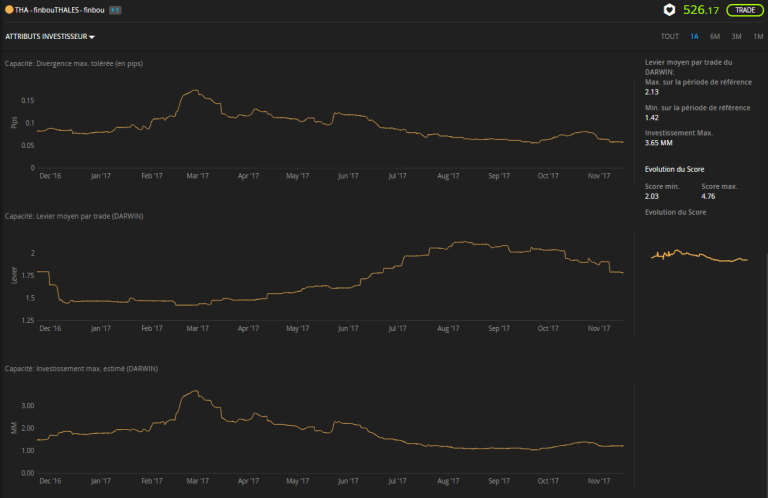 THA - finbouTHALES - finbou
526.17 TRADE
ATTRIBUTS INVESTISSEUR TOUT 1A 6M 3M 1M
Capacité: Divergence max. tolérée (en pips)
Pips
0.15
0.1
0.05
0
Dec '16 Jan '17 Feb '17 Mar '17 Apr '17 May '17 Jun '17 Jul '17 Aug '17 Sep '17 Oct '17 Nov '17
Capacité: Levier moyen par trade (DARWIN)
Levier
2
1.75
1.5
1.25
Dec '16 Jan '17 Feb '17 Mar '17 Apr '17 May '17 Jun '17 Jul '17 Aug '17 Sep '17 Oct '17 Nov '17
Capacité: Investissement max. estimé (DARWIN)
MM
3.00
2.00
1.00
0.00
Dec '16 Jan '17 Feb '17 Mar '17 Apr '17 May '17 Jun '17 Jul '17 Aug '17 Sep '17 Oct '17 Nov '17
Levier moyen par trade du
DARWIN:
Max. sur la période de référence
2.13
Min. sur la période de référence
1.42
Investissement Max.
3.65 MM
Evolution du Score
Score min. Score max.
2.03 4.76
Evolution du Score